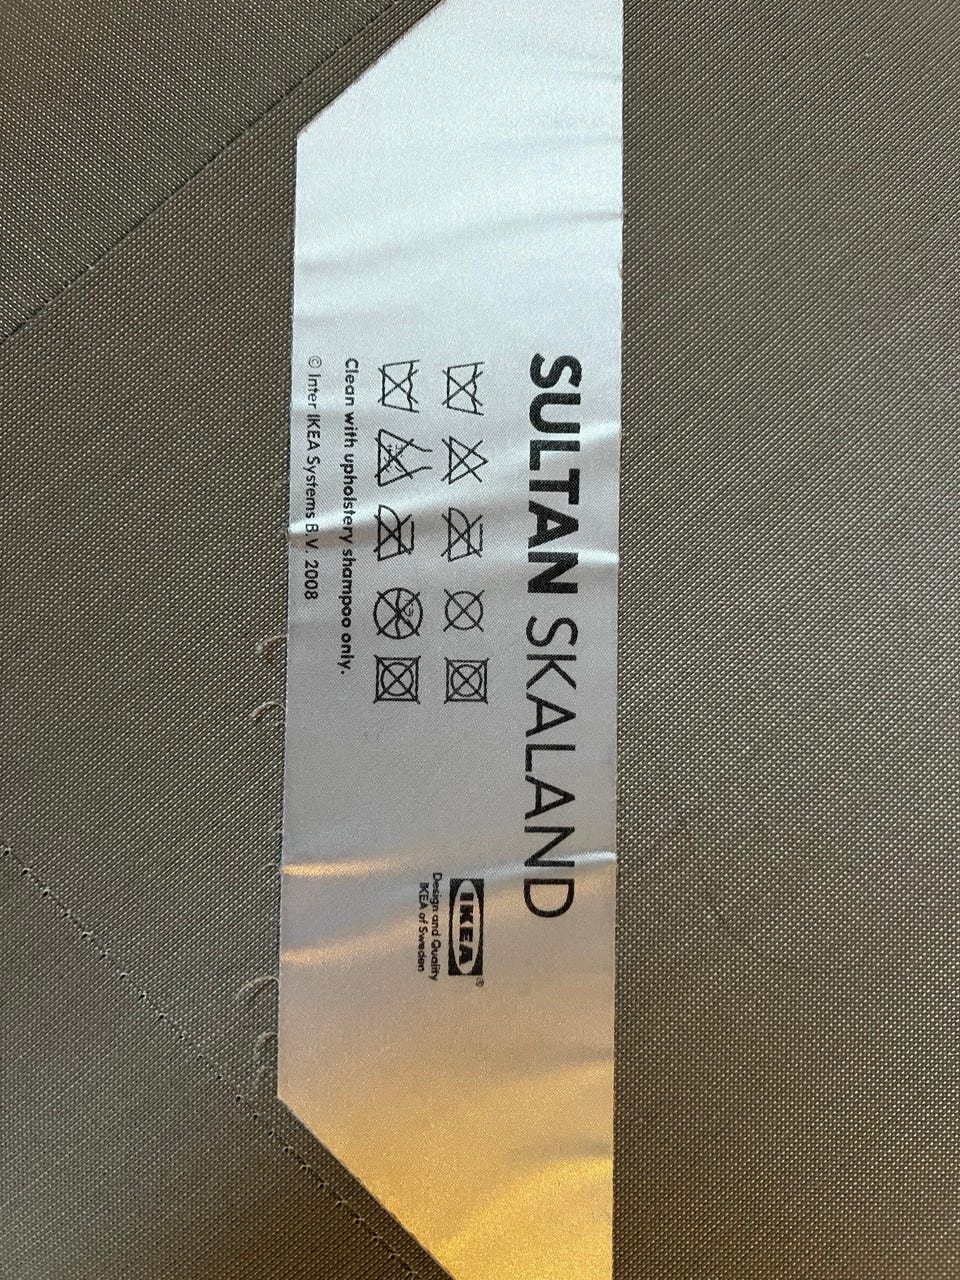 SULTAN SKALAND
Clean with upholstery shampoo only.
© Inter IKEA Systems B.V. 2008
IKEA®
Design and Quality
IKEA of Sweden